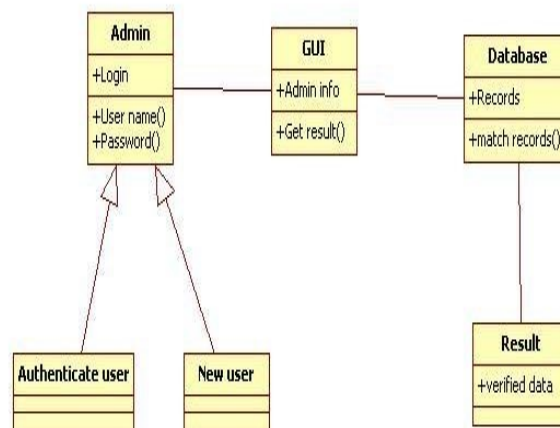 Admin
+Login
+User name()
+Password()
GUI
+Admin info
+Get result()
Database
+Records
+match records()
Authenticate user
New user
Result
+verified data